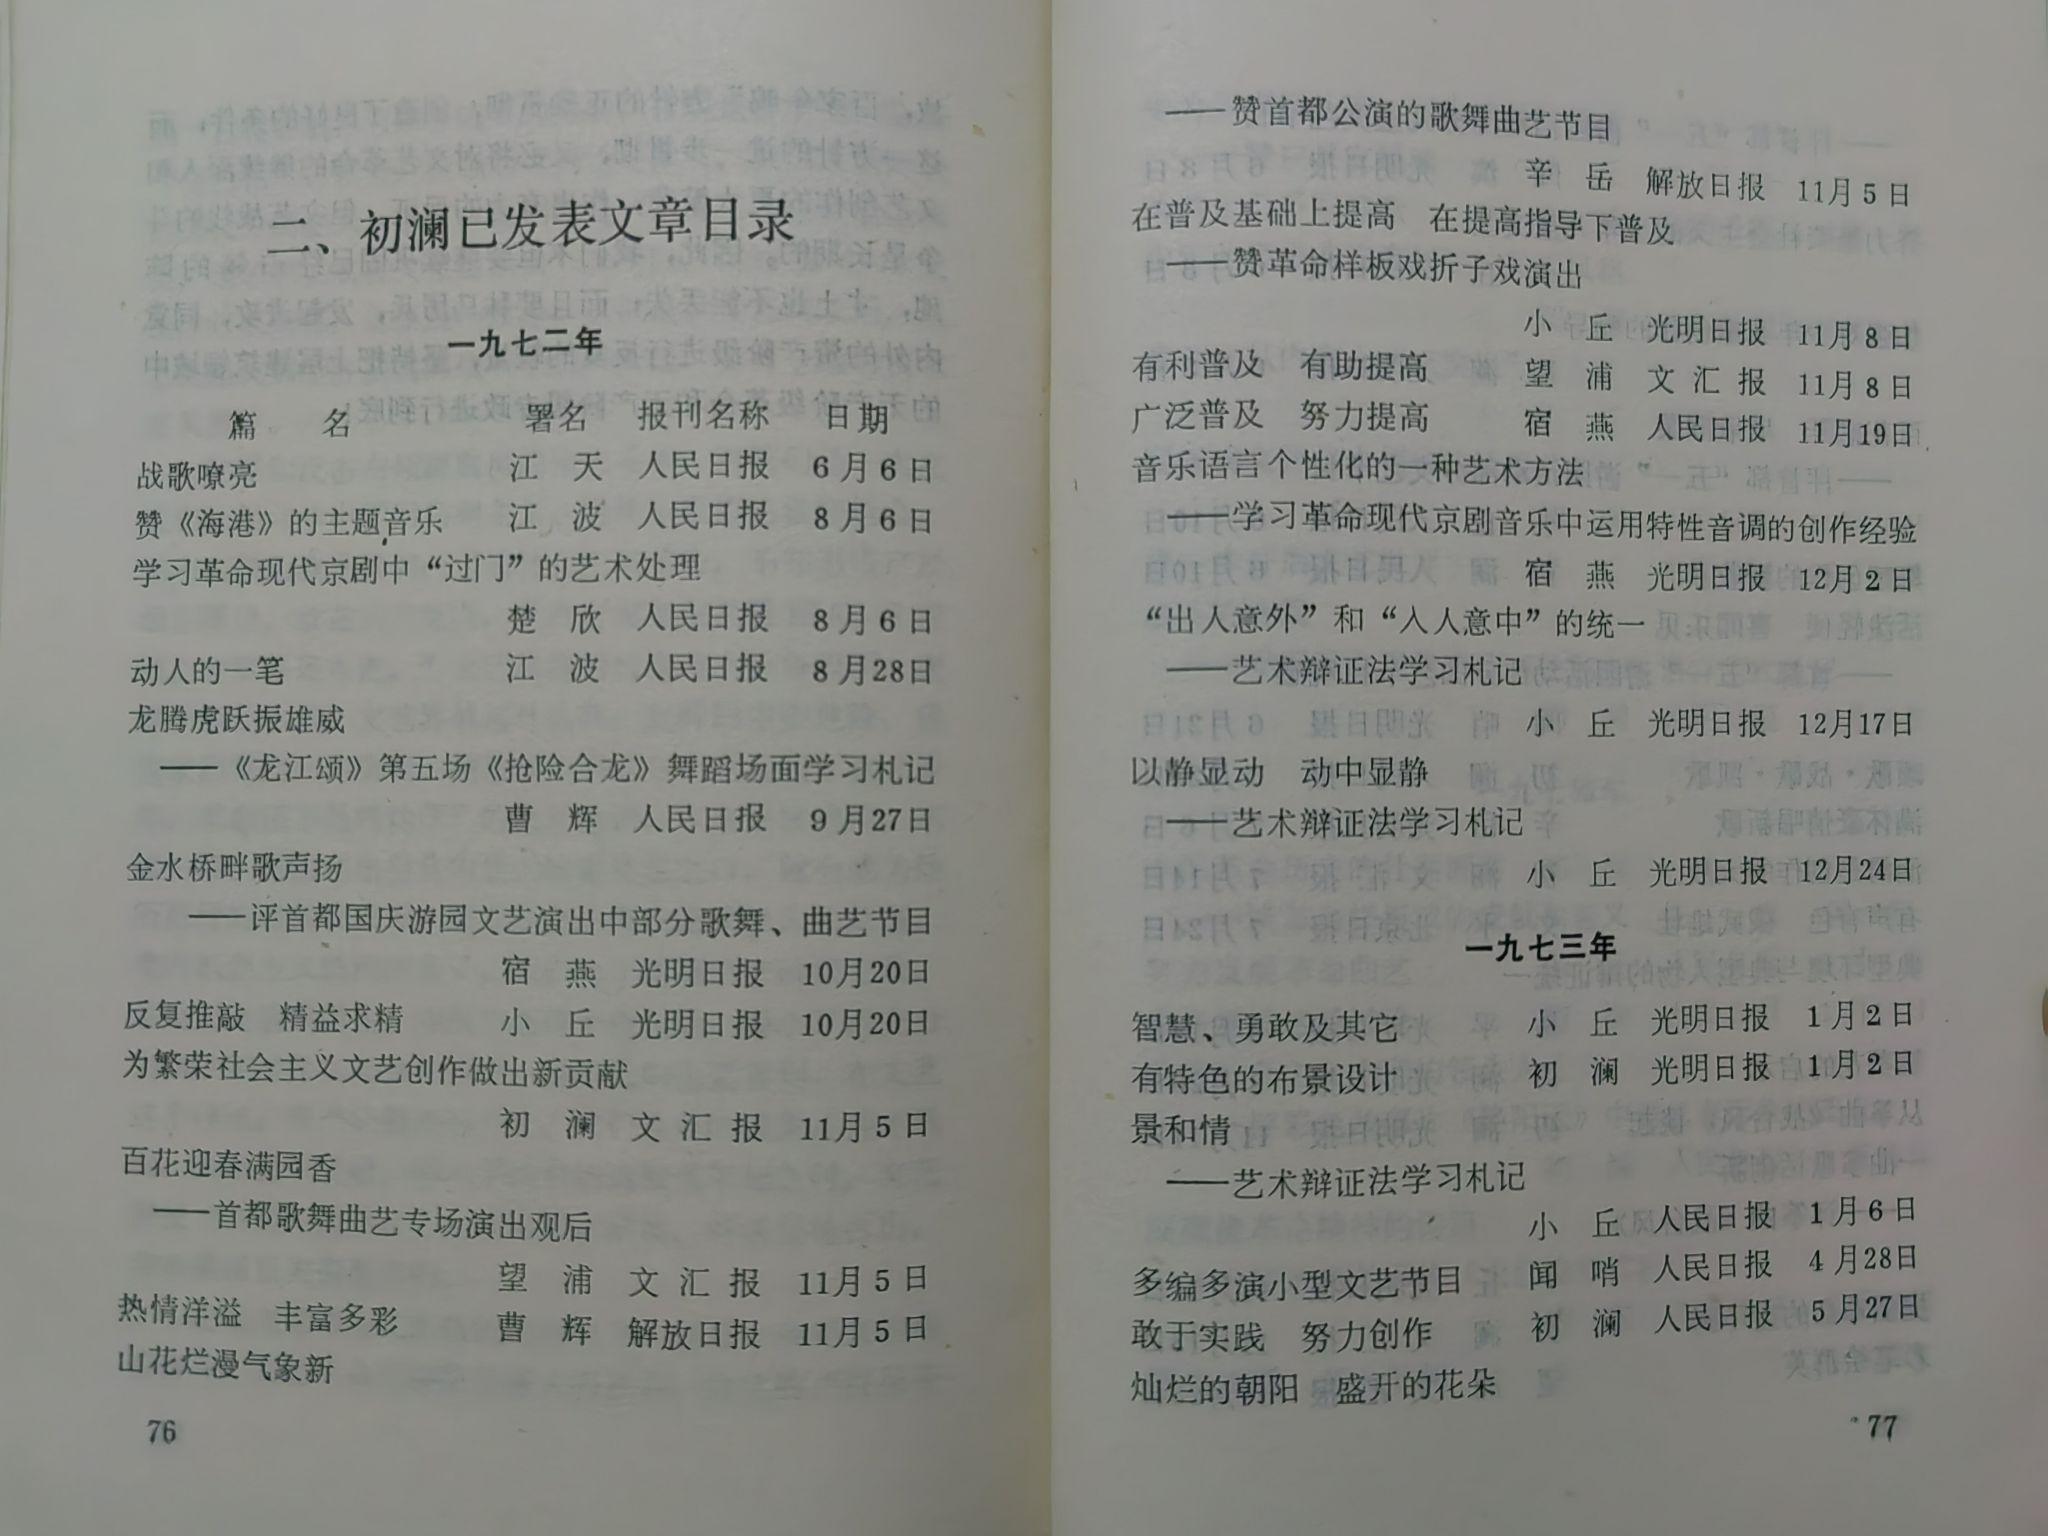 二、初澜已发表文章目录
一九七二年
篇　　名　　署名　报刊名称　日期
战歌嘹亮　江　天　人民日报　6月6日
赞《海港》的主题音乐　江　波　人民日报　8月6日
学习革命现代京剧中“过门”的艺术处理
楚　欣　人民日报　8月6日
动人的一笔　江　波　人民日报　8月28日
龙腾虎跃振雄威
——《龙江颂》第五场《抢险合龙》舞蹈场面学习札记
曹　辉　人民日报　9月27日
金水桥畔歌声扬
——评首都国庆游园文艺演出中部分歌舞、曲艺节目
宿　燕　光明日报　10月20日
反复推敲　精益求精　小　丘　光明日报　10月20日
为繁荣社会主义文艺创作做出新贡献
初　澜　文汇报　11月5日
百花迎春满园香
——首都歌舞曲艺专场演出观后
望　浦　文汇报　11月5日
热情洋溢　丰富多彩　曹　辉　解放日报　11月5日
山花烂漫气象新
76
——赞首都公演的歌舞曲艺节目
辛　岳　解放日报　11月5日
在普及基础上提高　在提高指导下普及
——赞革命样板戏折子戏演出
小　丘　光明日报　11月8日
有利普及　有助提高　望　浦　文汇报　11月8日
广泛普及　努力提高　宿　燕　人民日报　11月19日
音乐语言个性化的一种艺术方法
——学习革命现代京剧音乐中运用特性音调的创作经验
宿　燕　光明日报　12月2日
“出人意外”和“入人意中”的统一
——艺术辩证法学习札记
小　丘　光明日报　12月17日
以静显动　动中显静
——艺术辩证法学习札记
小　丘　光明日报　12月24日
一九七三年
智慧、勇敢及其它　小　丘　光明日报　1月2日
有特色的布景设计　初　澜　光明日报　1月2日
景和情
——艺术辩证法学习札记
小　丘　人民日报　1月6日
多编多演小型文艺节目　闻　哨　人民日报　4月28日
敢于实践　努力创作　初　澜　人民日报　5月27日
灿烂的朝阳　盛开的花朵
77